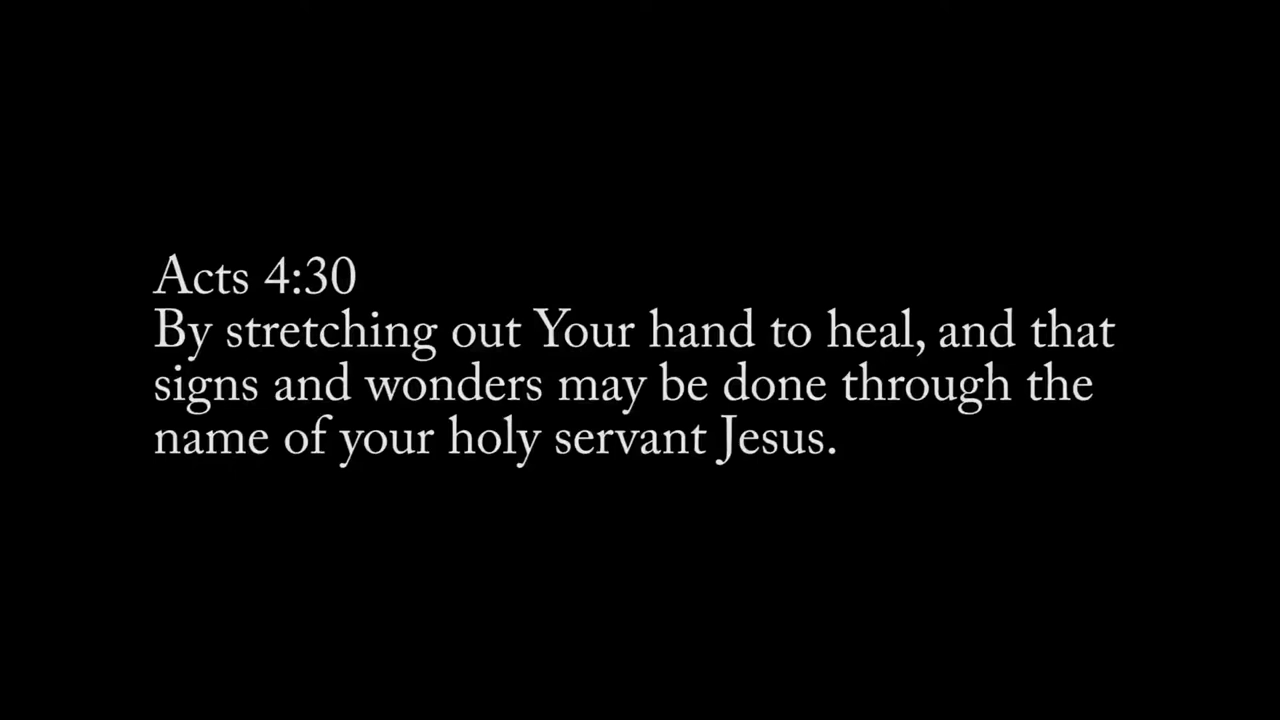 Acts 4:30
By stretching out Your hand to heal, and that
signs and wonders may be done through the
name of your holy servant Jesus.